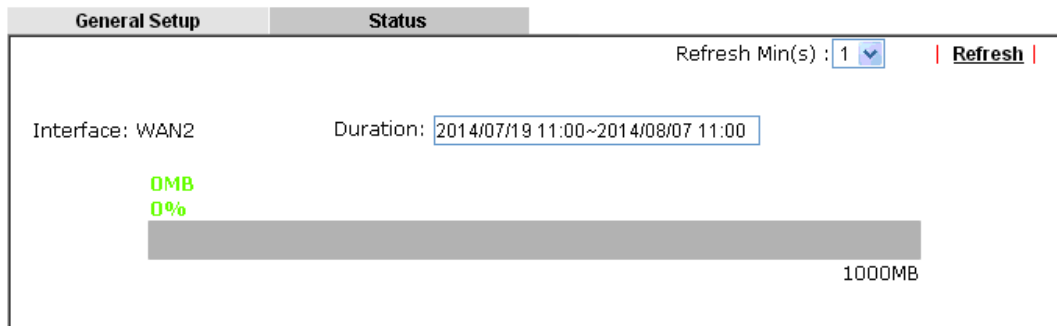 General Setup Status
Refresh Min(s) : 1 | Refresh |
Interface: WAN2 Duration: 2014/07/19 11:00~2014/08/07 11:00
0MB
0%
1000MB